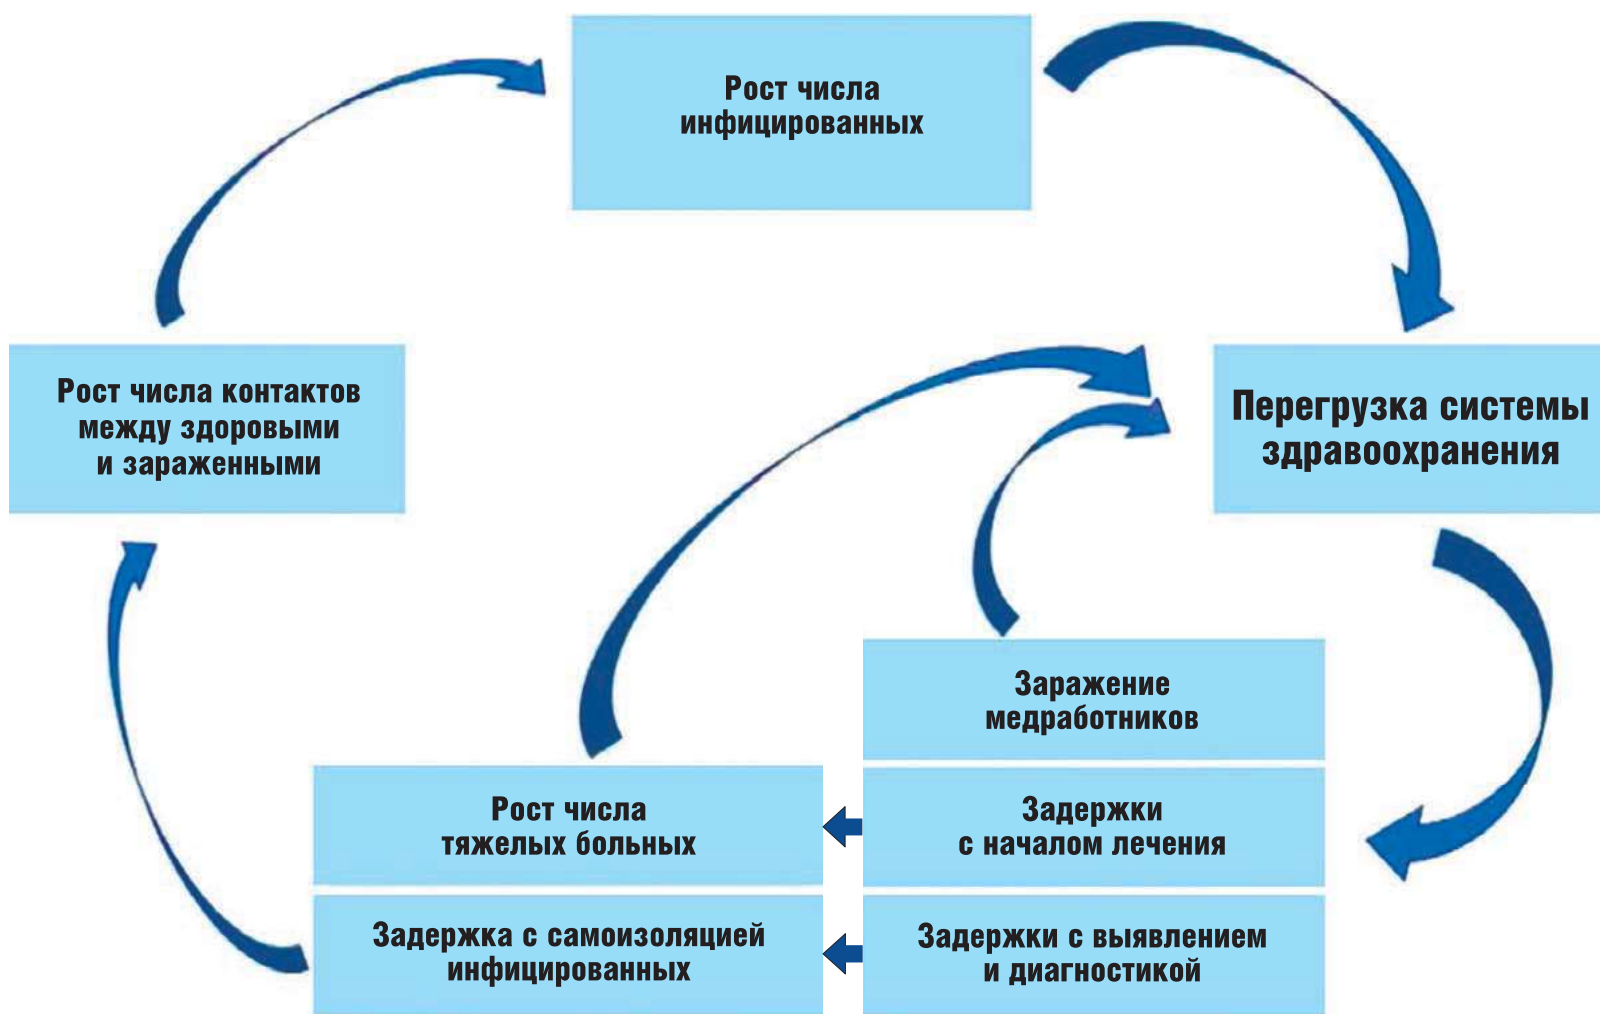 Рост числа
инфицированных
Рост числа контактов
между здоровыми
и зараженными
Перегрузка системы
здравоохранения
Заражение
медработников
Рост числа
тяжелых больных
Задержки
с началом лечения
Задержка с самоизоляцией
инфицированных
Задержки с выявлением
и диагностикой